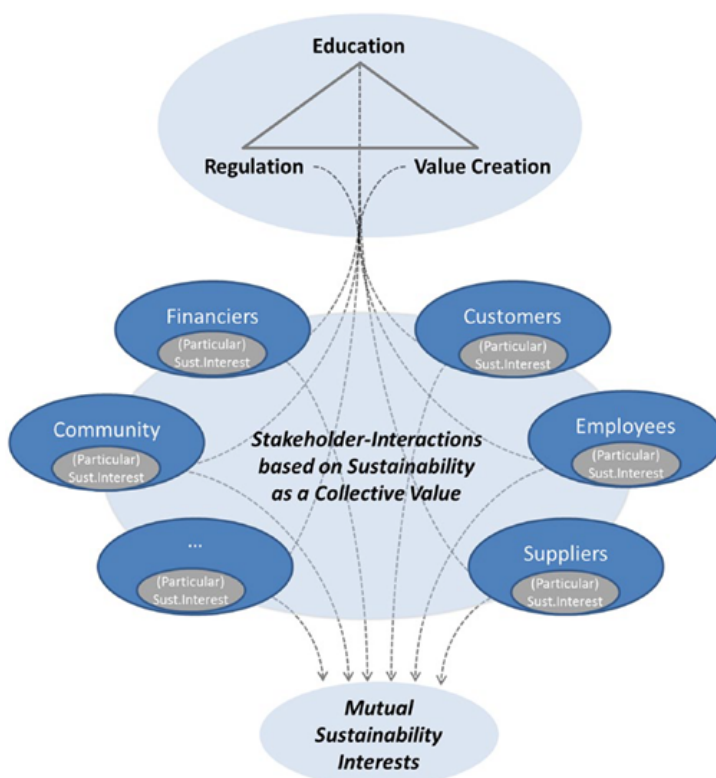 Education
Regulation
Value Creation
Financiers
(Particular)
Sust.Interest
Customers
(Particular)
Sust.Interest
Community
(Particular)
Sust.Interest
Stakeholder-Interactions
based on Sustainability
as a Collective Value
Employees
(Particular)
Sust.Interest
...
(Particular)
Sust.Interest
Suppliers
(Particular)
Sust.Interest
Mutual
Sustainability
Interests